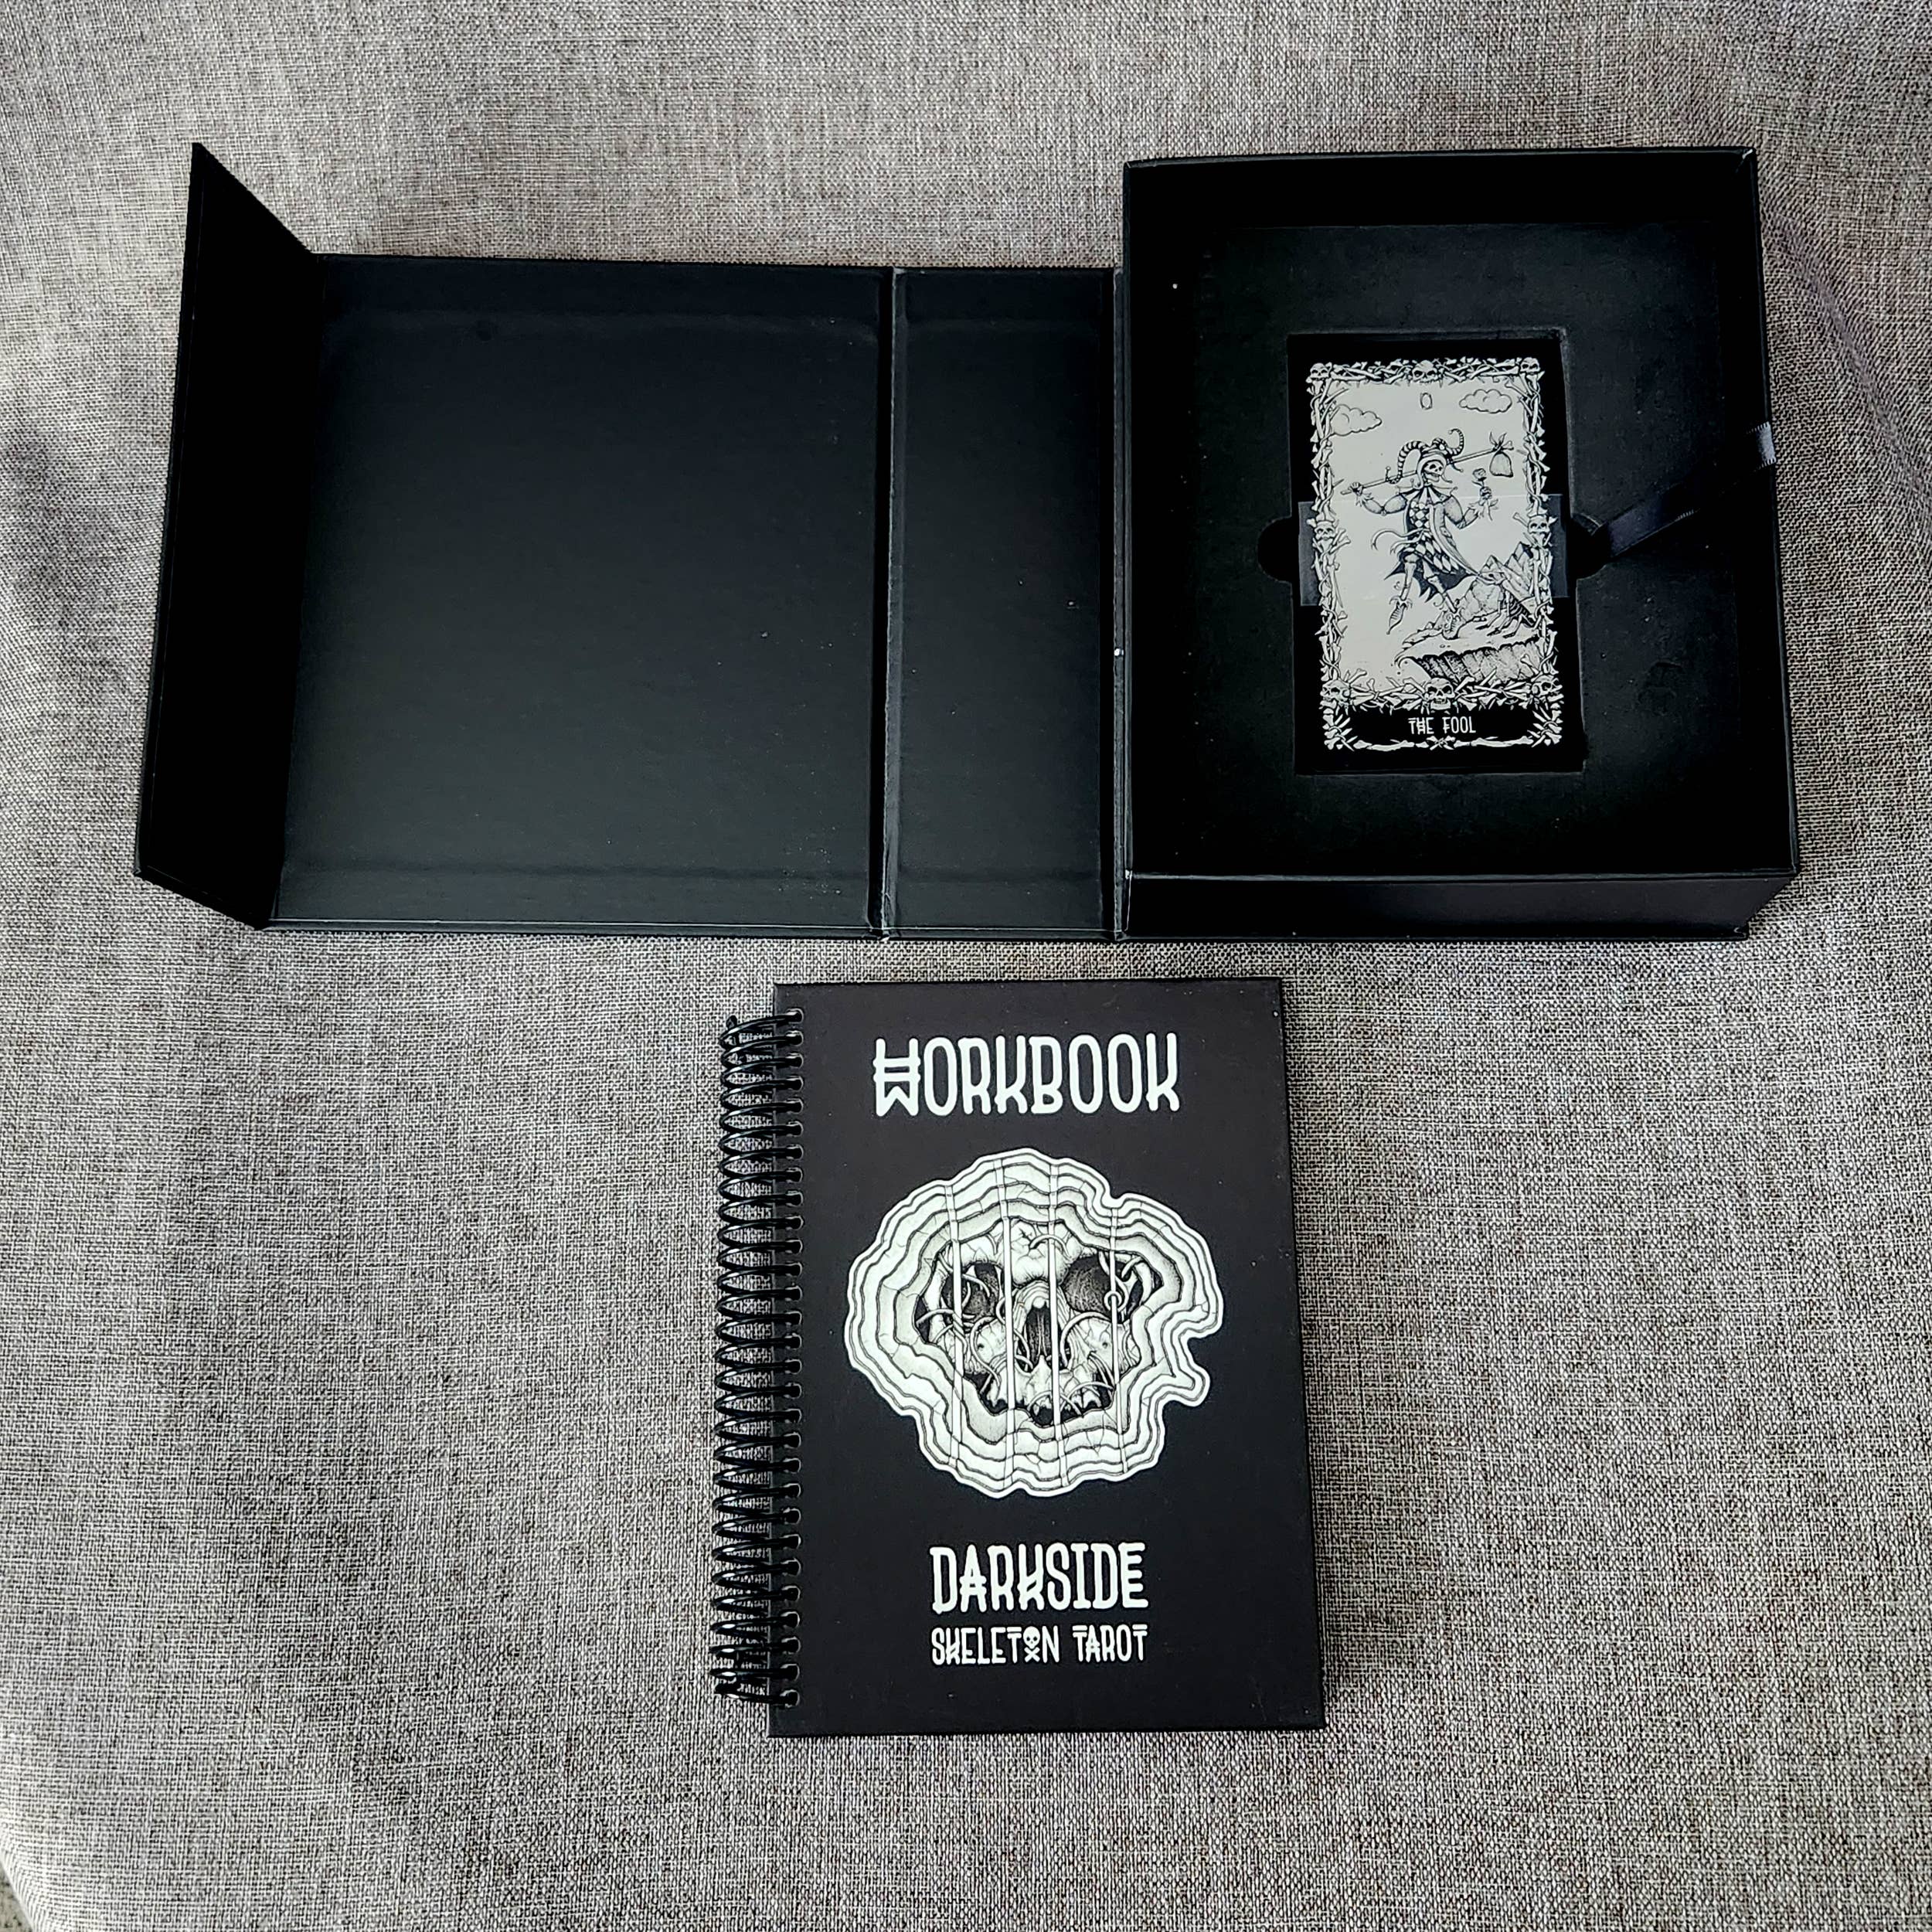 0
THE FOOL
WORKBOOK
DARKSIDE
SKELETON TAROT